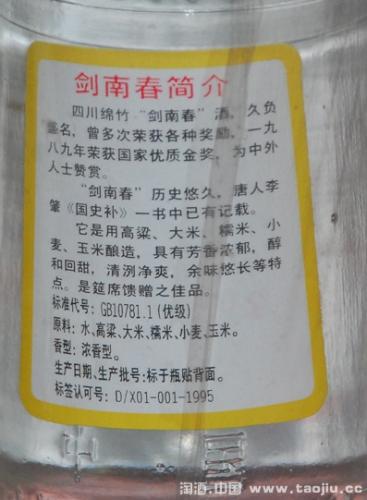 剑南春简介
四川绵竹“剑南春”酒，久负
盛名，曾多次荣获各种奖励，一九
八九年荣获国家优质金奖，为中外
人士赞赏。
“剑南春”历史悠久，唐人李
肇《国史补》一书中已有记载。
它是用高粱、大米、糯米、小
麦、玉米酿造，具有芳香浓郁，醇
和回甜，清洌净爽，余味悠长等特
点。是筵席馈赠之佳品。
标准代号：GB10781.1(优级)
原料：水、高粱、大米、糯米、小麦、玉米。
香型：浓香型。
生产日期、生产批号：标于瓶贴背面。
标签认可号：D/X01-001-1995
淘酒.中国 www.taojiu.cc